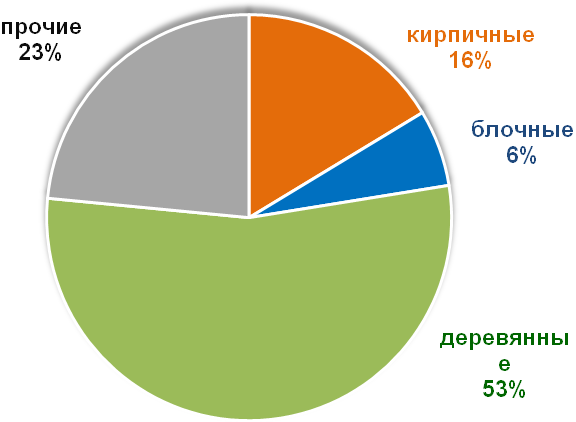 прочие
23%
кирпичные
16%
блочные
6%
деревянны
е
53%